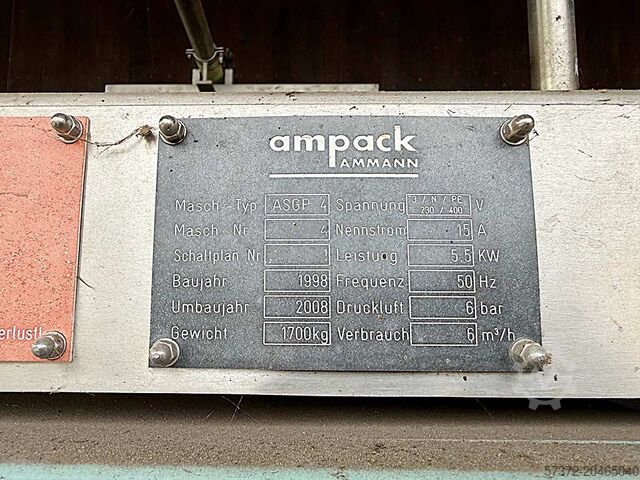 ampack
AMMANN
Masch.-Typ ASGP 4 Spannung 3 / N / PE 230 / 400 V
Masch. Nr. 4 Nennstrom 15 A
Schaltplan Nr. 1 Leistung 5.5 KW
Baujahr 1998 Frequenz 50 Hz
Umbaujahr 2008 Druckluft 6 bar
Gewicht 1700kg Verbrauch 6 m³/h
erlust!
57372-20465040